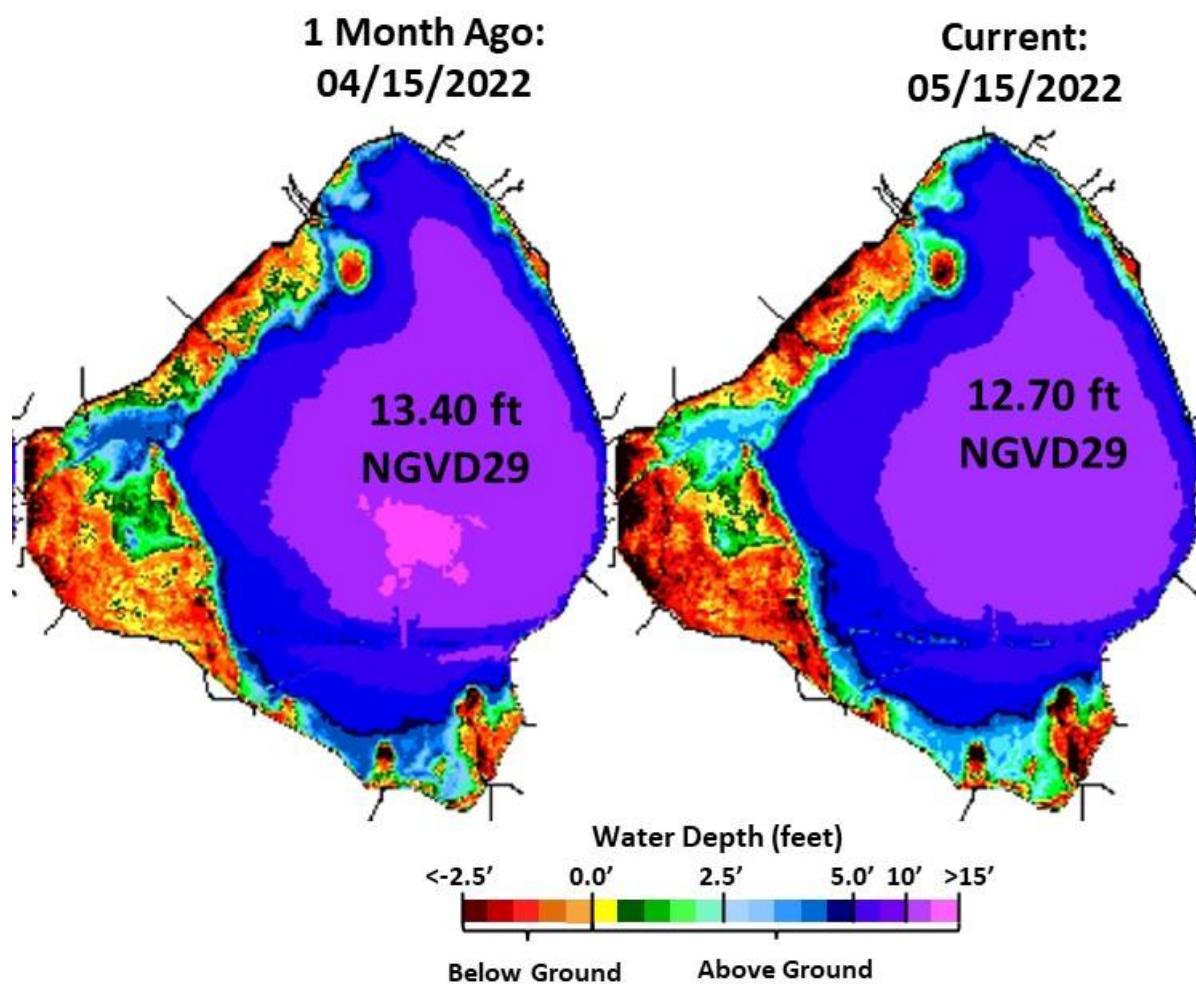 1 Month Ago:
04/15/2022
Current:
05/15/2022
13.40 ft
NGVD29
12.70 ft
NGVD29
Water Depth (feet)
<-2.5’ 0.0’ 2.5’ 5.0’ 10’ >15’
Below Ground Above Ground